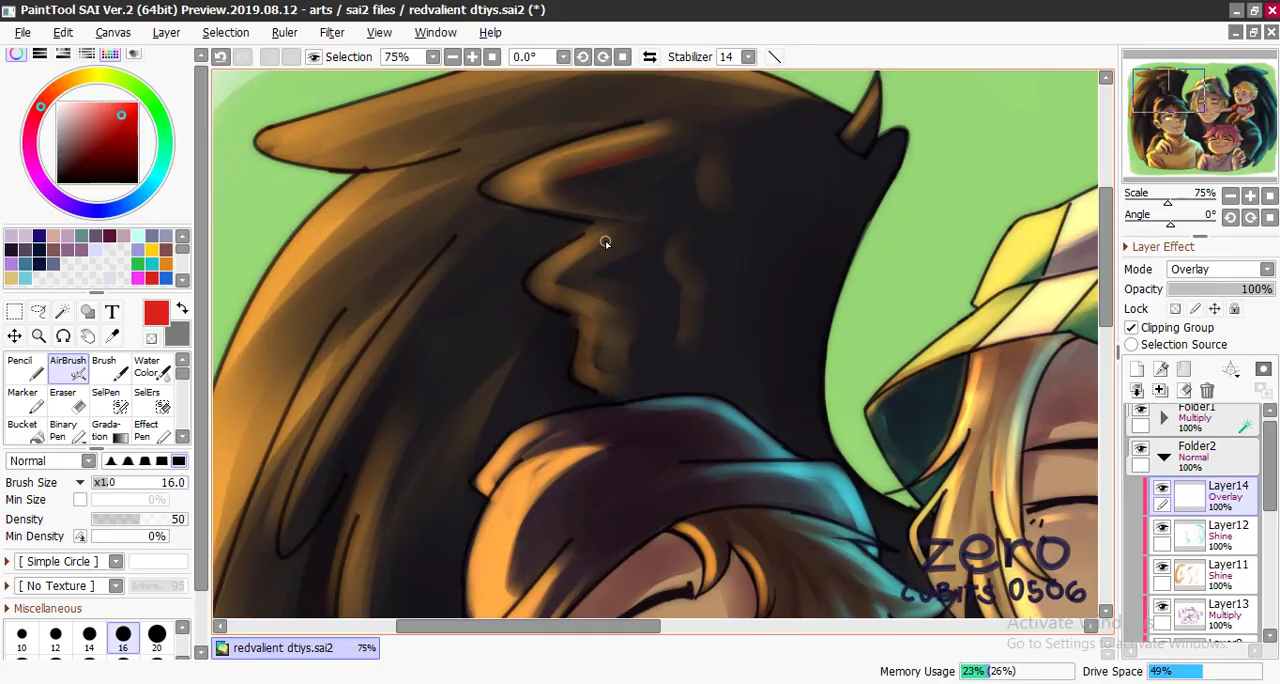 PaintTool SAI Ver.2 (64bit) Preview.2019.08.12 - arts / sai2 files / redvalient dtiys.sai2 (*)
File Edit Canvas Layer Selection Ruler Filter View Window Help
Selection 75% 0.0° Stabilizer 14
Scale 75%
Angle 0°
Layer Effect
Mode Overlay
Opacity 100%
Lock
Clipping Group
Selection Source
T
Pencil AirBrush Brush Water Color
Marker Eraser SelPen SelErs
Bucket Binary Pen Grada-tion Effect Pen
Normal
Brush Size x1.0 16.0
Min Size 0%
Density 50
Min Density 0%
[ Simple Circle ]
[ No Texture ] Intens. 95
Miscellaneous
10 12 14 16 20
Folder1
Multiply
100%
Folder2
Normal
100%
Layer14
Overlay
100%
Layer12
Shine
100%
Layer11
Shine
100%
Layer13
Multiply
100%
zero
cubits 0506
Activate Windows
Go to Settings to activate Windows.
redvalient dtiys.sai2 75%
Memory Usage 23% (26%) Drive Space 49%